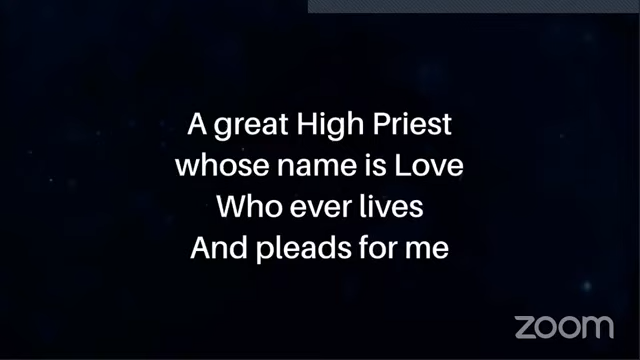 A great High Priest
whose name is Love
Who ever lives
And pleads for me
zoom